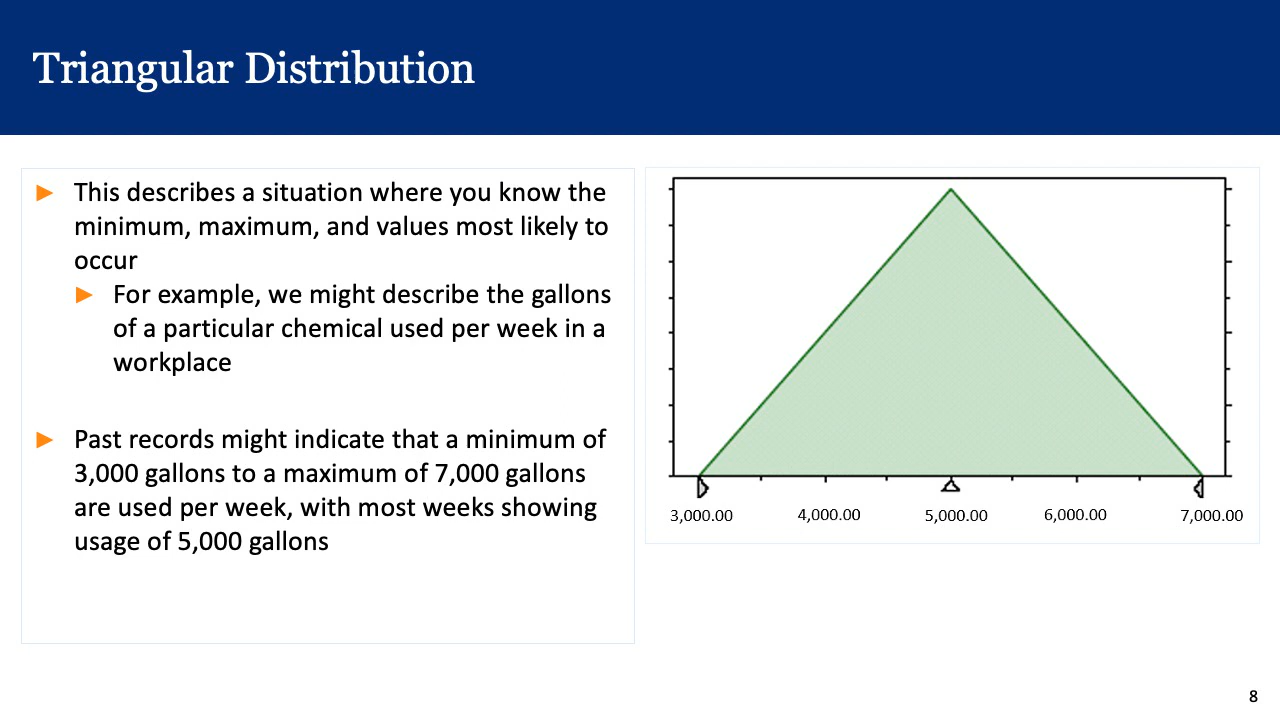 Triangular Distribution
► This describes a situation where you know the
minimum, maximum, and values most likely to
occur
► For example, we might describe the gallons
of a particular chemical used per week in a
workplace
► Past records might indicate that a minimum of
3,000 gallons to a maximum of 7,000 gallons
are used per week, with most weeks showing
usage of 5,000 gallons
3,000.00 4,000.00 5,000.00 6,000.00 7,000.00
8